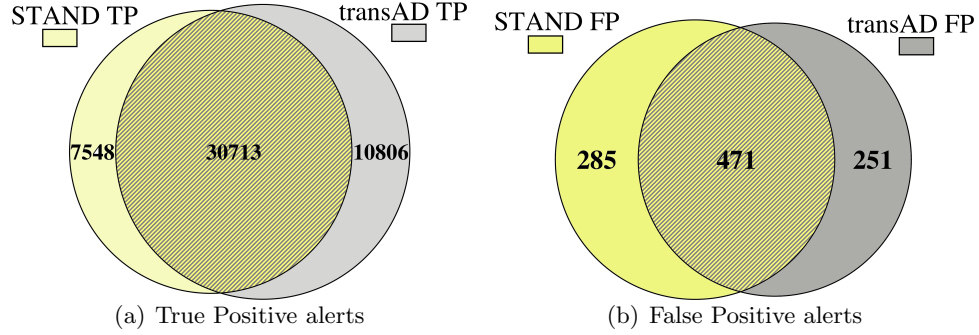 STAND TP
transAD TP
7548
30713
10806
(a) True Positive alerts
STAND FP
transAD FP
285
471
251
(b) False Positive alerts